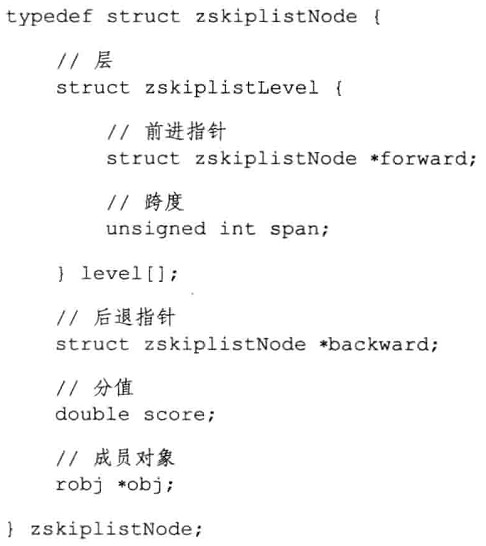 typedef struct zskiplistNode {
// 层
struct zskiplistLevel {
// 前进指针
struct zskiplistNode *forward;
// 跨度
unsigned int span;
} level[];
// 后退指针
struct zskiplistNode *backward;
// 分值
double score;
// 成员对象
robj *obj;
} zskiplistNode;